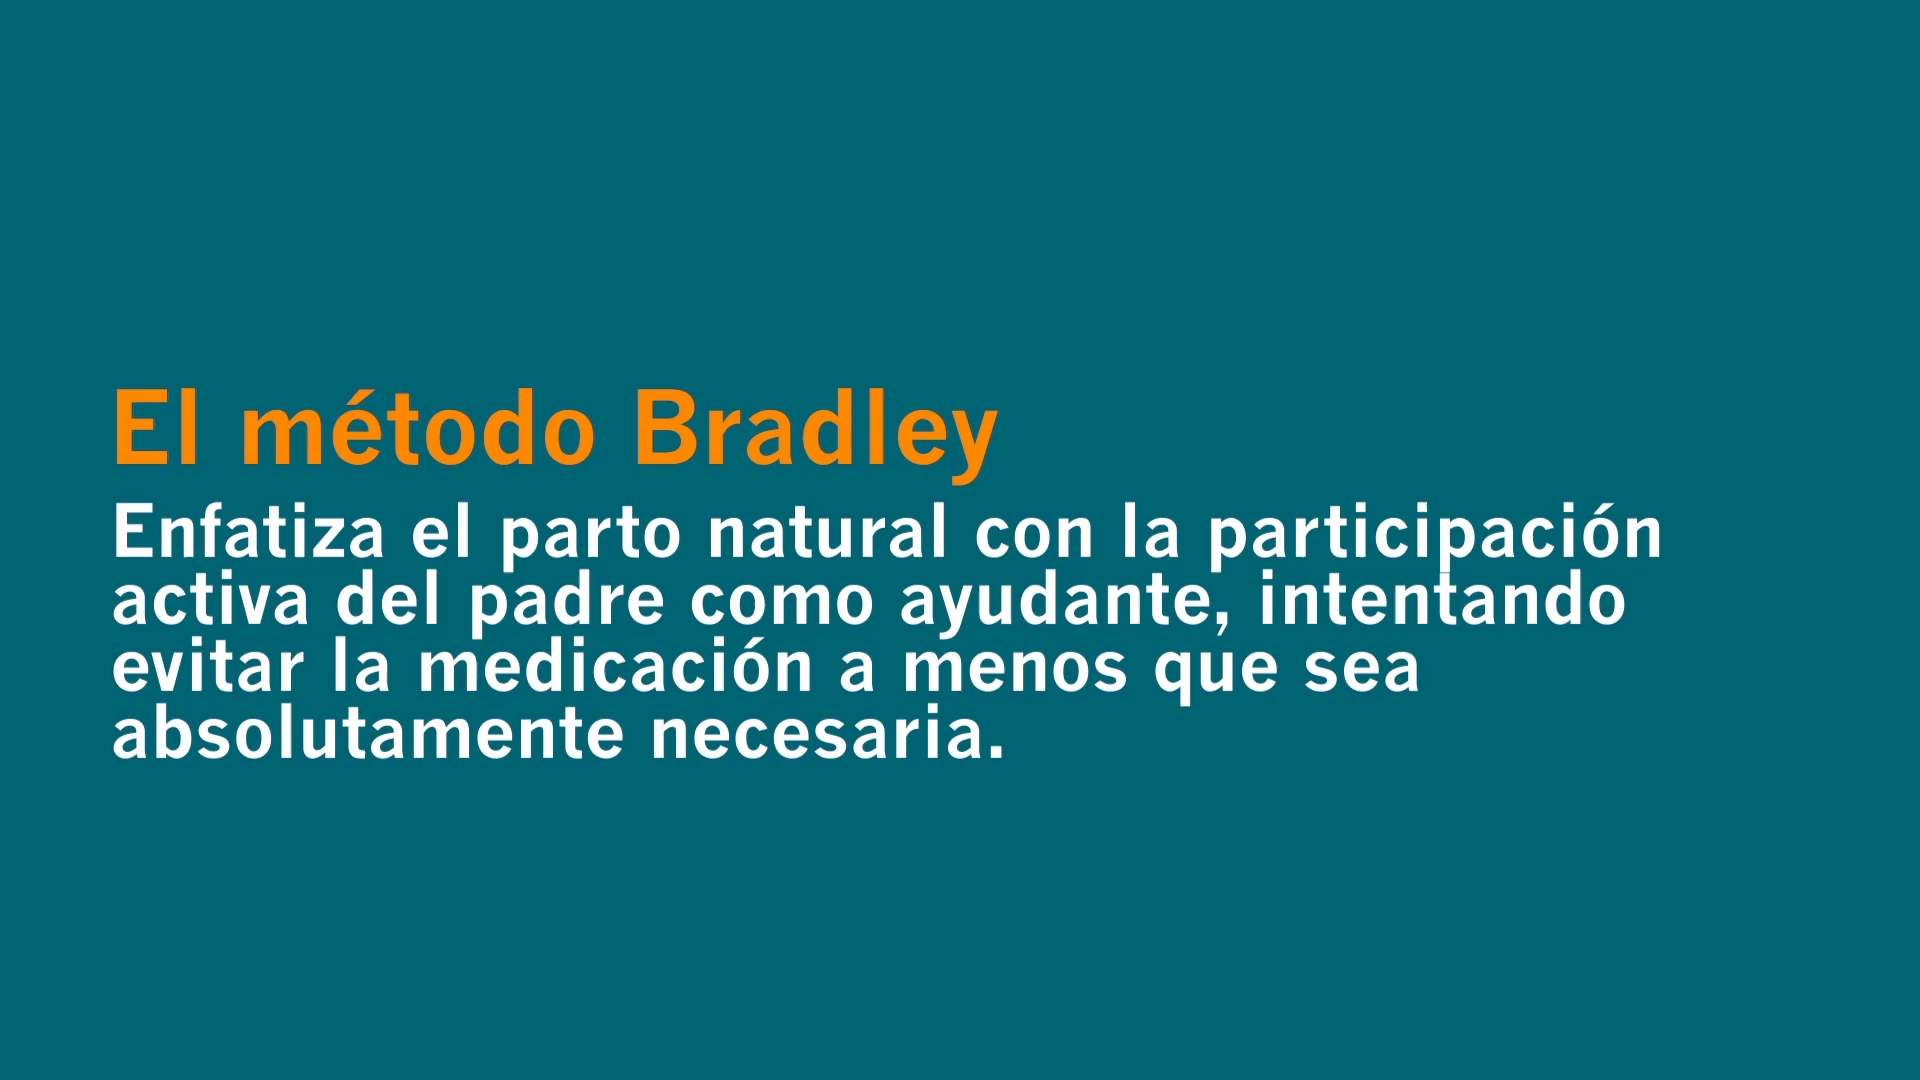 El método Bradley
Enfatiza el parto natural con la participación
activa del padre como ayudante, intentando
evitar la medicación a menos que sea
absolutamente necesaria.